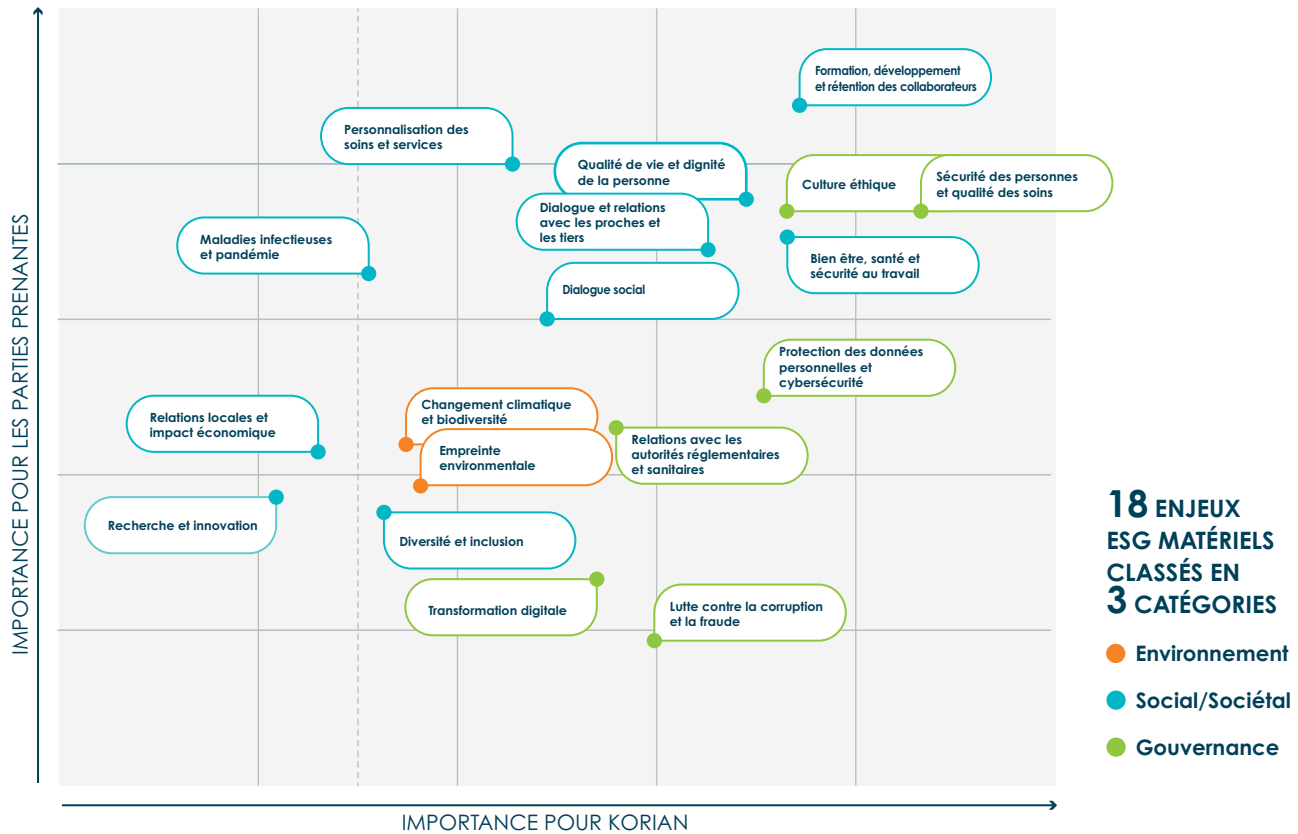 IMPORTANCE POUR LES PARTIES PRENANTES
Formation, développement
et rétention des collaborateurs
Personnalisation des
soins et services
Qualité de vie et dignité
de la personne
Culture éthique
Sécurité des personnes
et qualité des soins
Dialogue et relations
avec les proches et
les tiers
Maladies infectieuses
et pandémie
Bien être, santé et
sécurité au travail
Dialogue social
Protection des données
personnelles et
cybersécurité
Changement climatique
et biodiversité
Relations locales et
impact économique
Empreinte
environnementale
Relations avec les
autorités réglementaires
et sanitaires
Recherche et innovation
Diversité et inclusion
Transformation digitale
Lutte contre la corruption
et la fraude
IMPORTANCE POUR KORIAN
18 ENJEUX
ESG MATÉRIELS
CLASSÉS EN
3 CATÉGORIES
Environnement
Social/Sociétal
Gouvernance